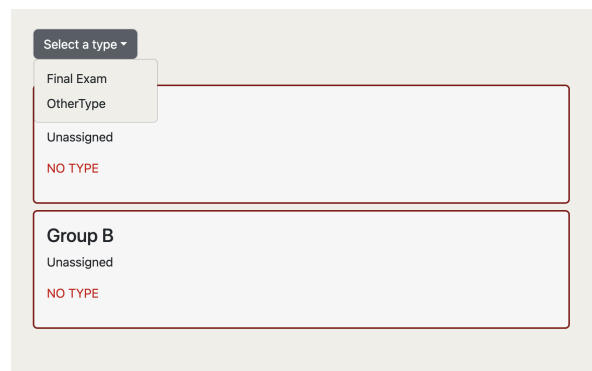 Select a type
Final Exam
OtherType
Unassigned
NO TYPE
Group B
Unassigned
NO TYPE